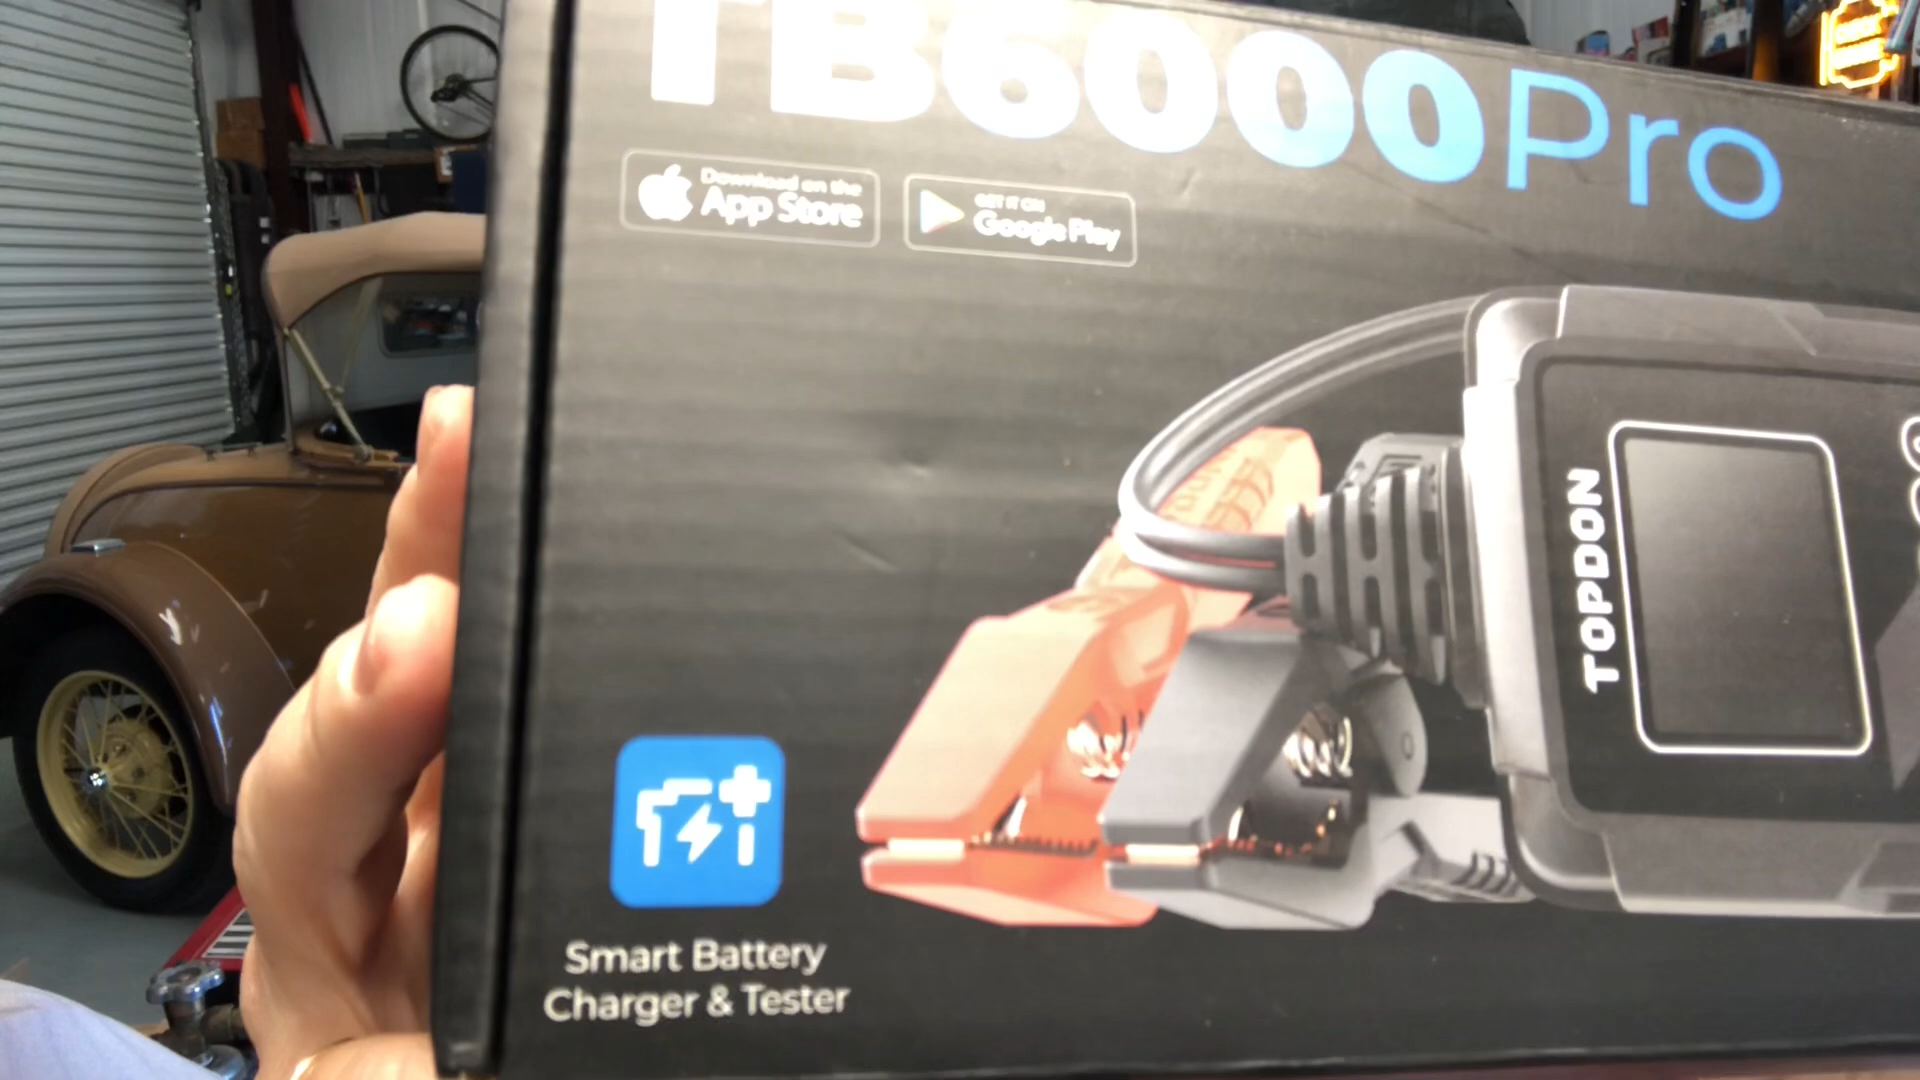 TB6000Pro
Download on the
App Store
GET IT ON
Google Play
TOPDON
Smart Battery
Charger & Tester